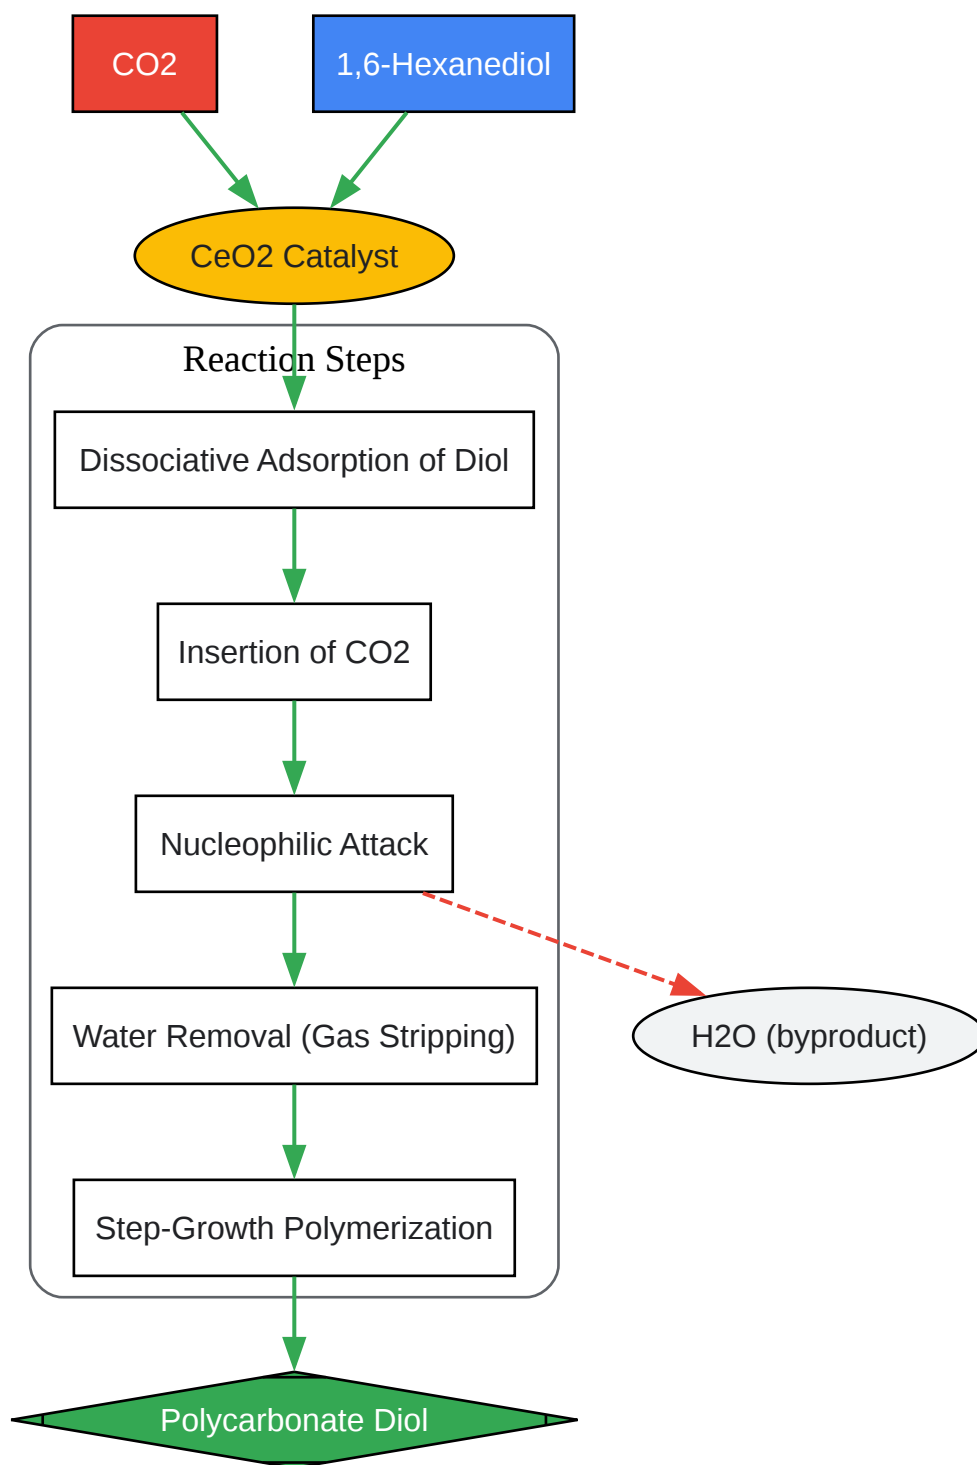 CO2
1,6-Hexanediol
CeO2 Catalyst
Reaction Steps
Dissociative Adsorption of Diol
Insertion of CO2
Nucleophilic Attack
Water Removal (Gas Stripping)
H2O (byproduct)
Step-Growth Polymerization
Polycarbonate Diol